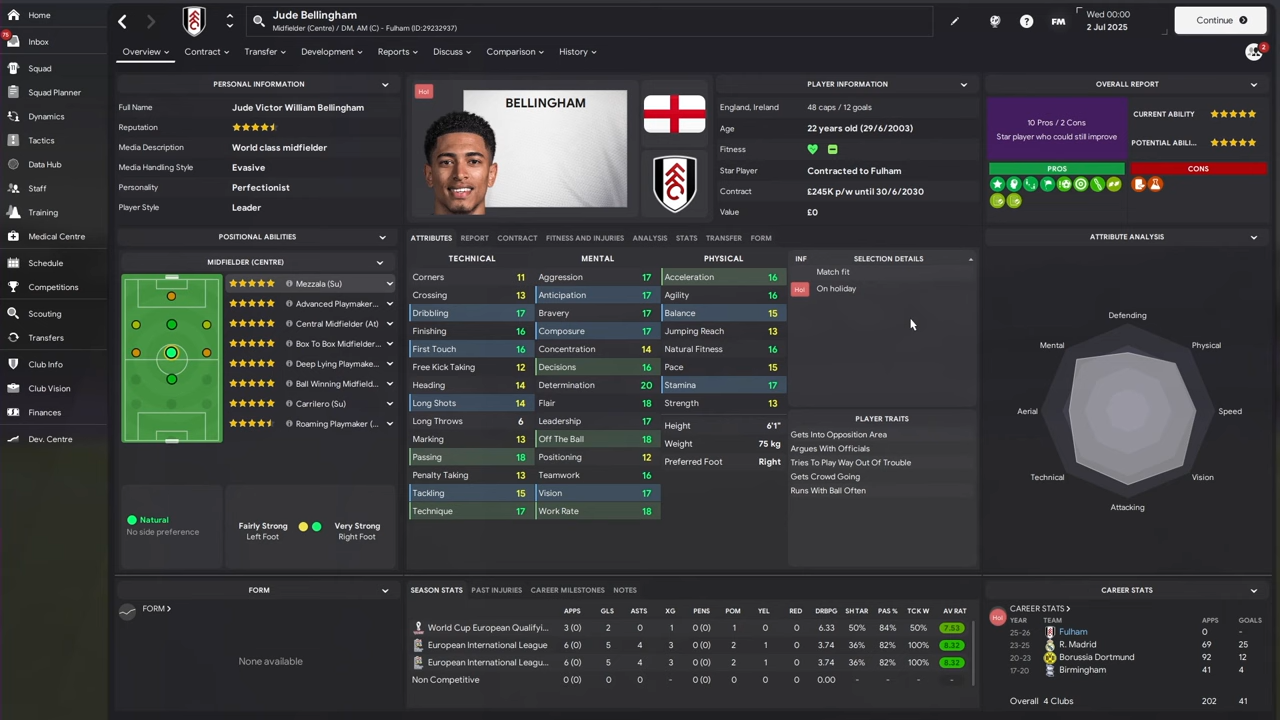 Home
75
Inbox
Squad
Squad Planner
Dynamics
Tactics
Data Hub
Staff
Training
Medical Centre
Schedule
Competitions
Scouting
Transfers
Club Info
Club Vision
Finances
Dev. Centre
Jude Bellingham
Midfielder (Centre) / DM, AM (C) - Fulham (ID:29232937)
FM
Wed 00:00
2 Jul 2025
Continue
Overview
Contract
Transfer
Development
Reports
Discuss
Comparison
History
2
PERSONAL INFORMATION
Full Name Jude Victor William Bellingham
Reputation
Media Description World class midfielder
Media Handling Style Evasive
Personality Perfectionist
Player Style Leader
Hol
BELLINGHAM
PLAYER INFORMATION
England, Ireland 48 caps / 12 goals
Age 22 years old (29/6/2003)
Fitness
Star Player Contracted to Fulham
Contract £245K p/w until 30/6/2030
Value £0
OVERALL REPORT
10 Pros / 2 Cons
Star player who could still improve
CURRENT ABILITY
POTENTIAL ABILI...
PROS
CONS
POSITIONAL ABILITIES
MIDFIELDER (CENTRE)
Mezzala (Su)
Advanced Playmaker...
Central Midfielder (At)
Box To Box Midfielder...
Deep Lying Playmake...
Ball Winning Midfield...
Carrilero (Su)
Roaming Playmaker (...
Natural
No side preference
Fairly Strong
Left Foot
Very Strong
Right Foot
ATTRIBUTES REPORT CONTRACT FITNESS AND INJURIES ANALYSIS STATS TRANSFER FORM
TECHNICAL
Corners 11
Crossing 13
Dribbling 17
Finishing 16
First Touch 16
Free Kick Taking 12
Heading 14
Long Shots 14
Long Throws 6
Marking 13
Passing 18
Penalty Taking 13
Tackling 15
Technique 17
MENTAL
Aggression 17
Anticipation 17
Bravery 17
Composure 17
Concentration 14
Decisions 16
Determination 20
Flair 18
Leadership 17
Off The Ball 18
Positioning 12
Teamwork 16
Vision 17
Work Rate 18
PHYSICAL
Acceleration 16
Agility 16
Balance 15
Jumping Reach 13
Natural Fitness 16
Pace 15
Stamina 17
Strength 13
Height 6'1"
Weight 75 kg
Preferred Foot Right
INF SELECTION DETAILS
Match fit
Hol On holiday
PLAYER TRAITS
Gets Into Opposition Area
Argues With Officials
Tries To Play Way Out Of Trouble
Gets Crowd Going
Runs With Ball Often
ATTRIBUTE ANALYSIS
Defending
Physical
Speed
Vision
Attacking
Technical
Aerial
Mental
FORM
FORM
None available
SEASON STATS PAST INJURIES CAREER MILESTONES NOTES
APPS GLS ASTS XG PENS POM YEL RED DRBPG SH TAR PAS % TCK W AV RAT
World Cup European Qualifyi... 3 (0) 2 0 1 0 (0) 1 0 0 6.33 50% 84% 50% 7.53
European International League 6 (0) 5 4 3 0 (0) 2 1 0 3.74 36% 82% 100% 8.32
European International Leagu... 6 (0) 5 4 3 0 (0) 2 1 0 3.74 36% 82% 100% 8.32
Non Competitive 0 (0) 0 0 - 0 (0) 0 0 0 0.00 - - - -
CAREER STATS
Hol
CAREER STATS
YEAR TEAM APPS GOALS
25-26 Fulham 0 -
23-25 R. Madrid 69 25
20-23 Borussia Dortmund 92 12
17-20 Birmingham 41 4
Overall 4 Clubs 202 41